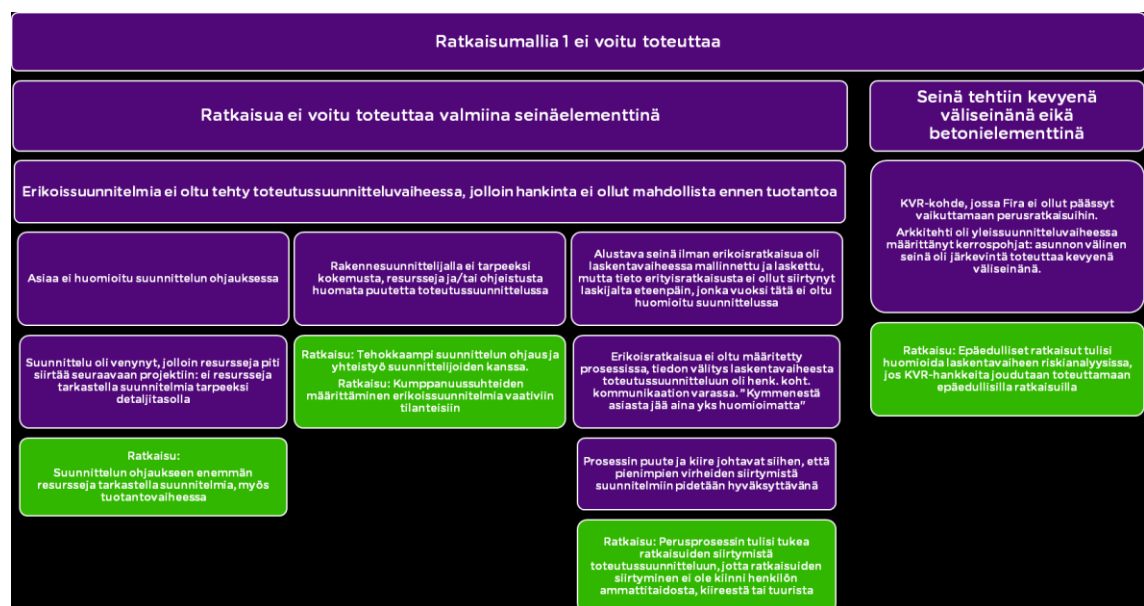 Ratkaisumallia 1 ei voitu toteuttaa
Ratkaisua ei voitu toteuttaa valmiina seinäelementtinä
Seinä tehtiin kevyenä
väliseinänä eikä
betonielementtinä
Erikoissuunnitelmia ei oltu tehty toteutussuunnitteluvaiheessa, jolloin hankinta ei ollut mahdollista ennen tuotantoa
KVR-kohde, jossa Fira ei ollut päässyt
vaikuttamaan perusratkaisuihin.
Arkkitehti oli yleissuunnitteluvaiheessa
määrittänyt kerrospohjat: asunnon välinen
seinä oli järkevintä toteuttaa kevyenä
väliseinänä.
Asiaa ei huomioitu suunnittelun ohjauksessa
Rakennesuunnittelijalla ei tarpeeksi
kokemusta, resursseja ja/tai ohjeistusta
huomata puutetta toteutussuunnittelussa
Alustava seinä ilman erikoisratkaisua oli
laskentavaiheessa mallinnettu ja laskettu,
mutta tieto erityisratkaisusta ei ollut siirtynyt
laskijalta eteenpäin, jonka vuoksi tätä ei oltu
huomioitu suunnittelussa
Suunnittelu oli venynyt, jolloin resursseja piti
siirtää seuraavaan projektiin: ei resursseja
tarkastella suunnitelmia tarpeeksi
detaljitasolla
Ratkaisu: Tehokkaampi suunnittelun ohjaus ja
yhteistyö suunnittelijoiden kanssa.
Ratkaisu: Kumppanuussuhteiden
määrittäminen erikoissuunnitelmia vaativiin
tilanteisiin
Erikoisratkaisua ei oltu määritetty
prosessissa, tiedon välitys laskentavaiheesta
toteutussuunnitteluun oli henk. koht.
kommunikaation varassa. "Kymmenestä
asiasta jää aina yks huomioimatta"
Ratkaisu: Epäedulliset ratkaisut tulisi
huomioida laskentavaiheen riskianalyysissa,
jos KVR-hankkeita joudutaan toteuttamaan
epäedullisilla ratkaisuilla
Ratkaisu:
Suunnittelun ohjaukseen enemmän
resursseja tarkastella suunnitelmia, myös
tuotantovaiheessa
Prosessin puute ja kiire johtavat siihen, että
pienimpien virheiden siirtymistä
suunnitelmiin pidetään hyväksyttävänä
Ratkaisu: Perusprosessin tulisi tukea
ratkaisuiden siirtymistä
toteutussuunnitteluun, jotta ratkaisuiden
siirtyminen ei ole kiinni henkilön
ammattitaidosta, kiireestä tai tuurista